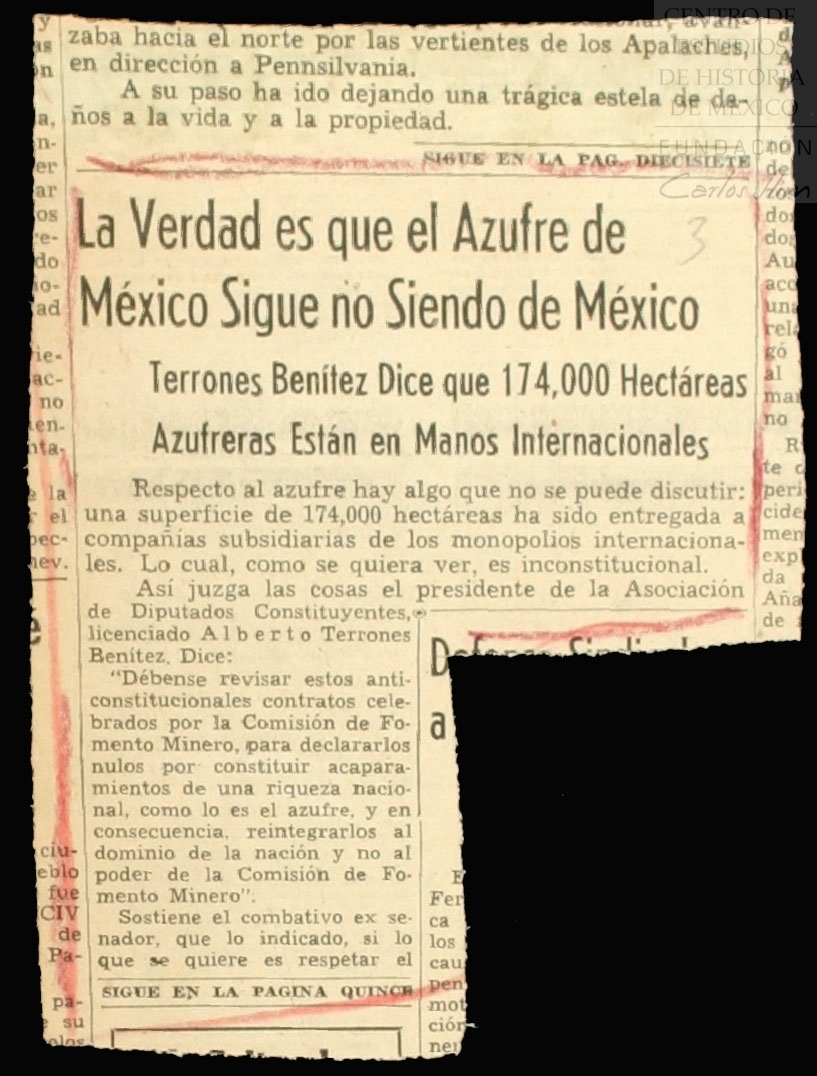 zaba hacia el norte por las vertientes de los Apalaches,
en dirección a Pennsilvania.
A su paso ha ido dejando una trágica estela de da-
ños a la vida y a la propiedad.
SIGUE EN LA PAG. DIECISIETE
La Verdad es que el Azufre de
México Sigue no Siendo de México
3
Terrones Benítez Dice que 174,000 Hectáreas
Azufreras Están en Manos Internacionales
Respecto al azufre hay algo que no se puede discutir:
una superficie de 174,000 hectáreas ha sido entregada a
compañías subsidiarias de los monopolios internaciona-
les. Lo cual, como se quiera ver, es inconstitucional.
Así juzga las cosas el presidente de la Asociación
de Diputados Constituyentes,
licenciado Alberto Terrones
Benítez. Dice:
"Débense revisar estos anti-
constitucionales contratos cele-
brados por la Comisión de Fo-
mento Minero, para declararlos
nulos por constituir acapara-
mientos de una riqueza nacio-
nal, como lo es el azufre, y en
consecuencia, reintegrarlos al
dominio de la nación y no al
poder de la Comisión de Fo-
mento Minero".
Sostiene el combativo ex se-
nador, que lo indicado, si lo
que se quiere es respetar el
SIGUE EN LA PAGINA QUINCE
CENTRO DE
ESTUDIOS
DE HISTORIA
DE MÉXICO
FUNDACIÓN
Carlos Slim